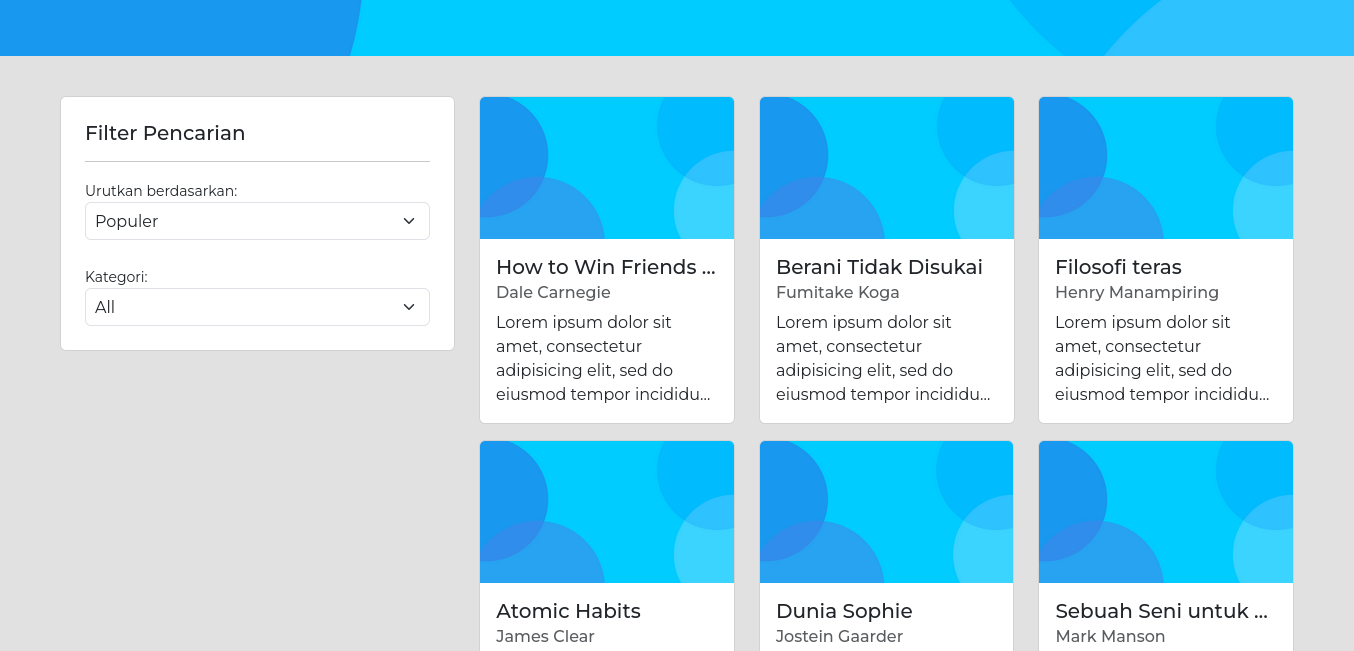 Filter Pencarian
Urutkan berdasarkan:
Populer
Kategori:
All
How to Win Friends ...
Dale Carnegie
Lorem ipsum dolor sit
amet, consectetur
adipisicing elit, sed do
eiusmod tempor incididu...
Berani Tidak Disukai
Fumitake Koga
Lorem ipsum dolor sit
amet, consectetur
adipisicing elit, sed do
eiusmod tempor incididu...
Filosofi teras
Henry Manampiring
Lorem ipsum dolor sit
amet, consectetur
adipisicing elit, sed do
eiusmod tempor incididu...
Atomic Habits
James Clear
Dunia Sophie
Jostein Gaarder
Sebuah Seni untuk ...
Mark Manson